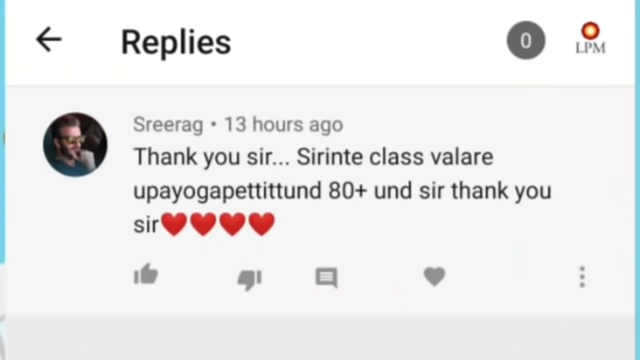 Replies
0
LPM
Sreerag • 13 hours ago
Thank you sir... Sirinte class valare
upayogapettittund 80+ und sir thank you
sir❤️❤️❤️❤️